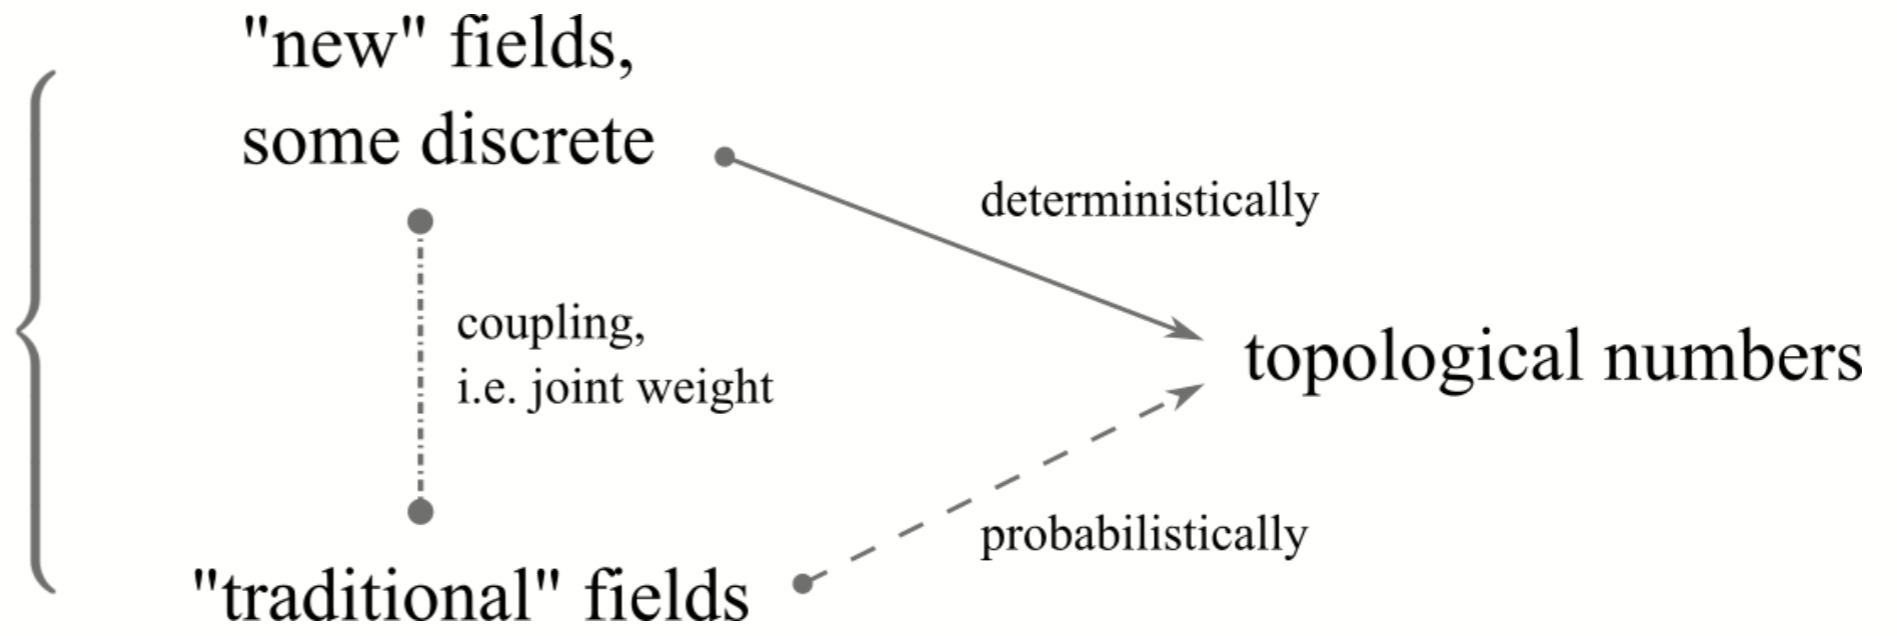 "new" fields,
some discrete
deterministically
coupling,
i.e. joint weight
topological numbers
probabilistically
"traditional" fields